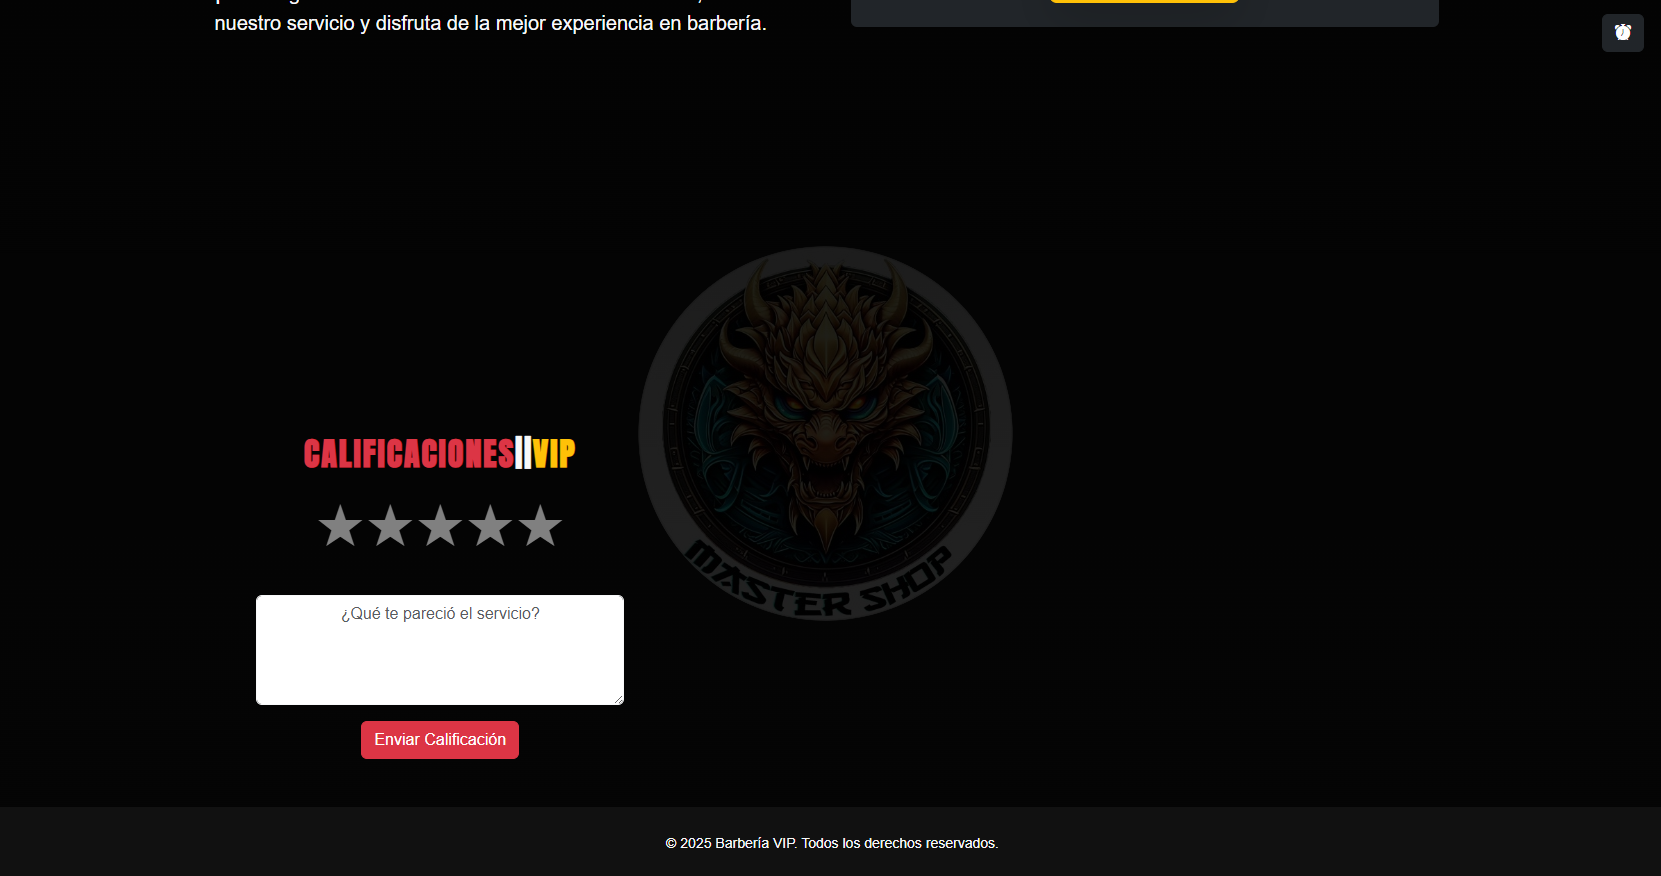 nuestro servicio y disfruta de la mejor experiencia en barbería.
CALIFICACIONES||VIP
¿Qué te pareció el servicio?
Enviar Calificación
MASTER SHOP
© 2025 Barbería VIP. Todos los derechos reservados.